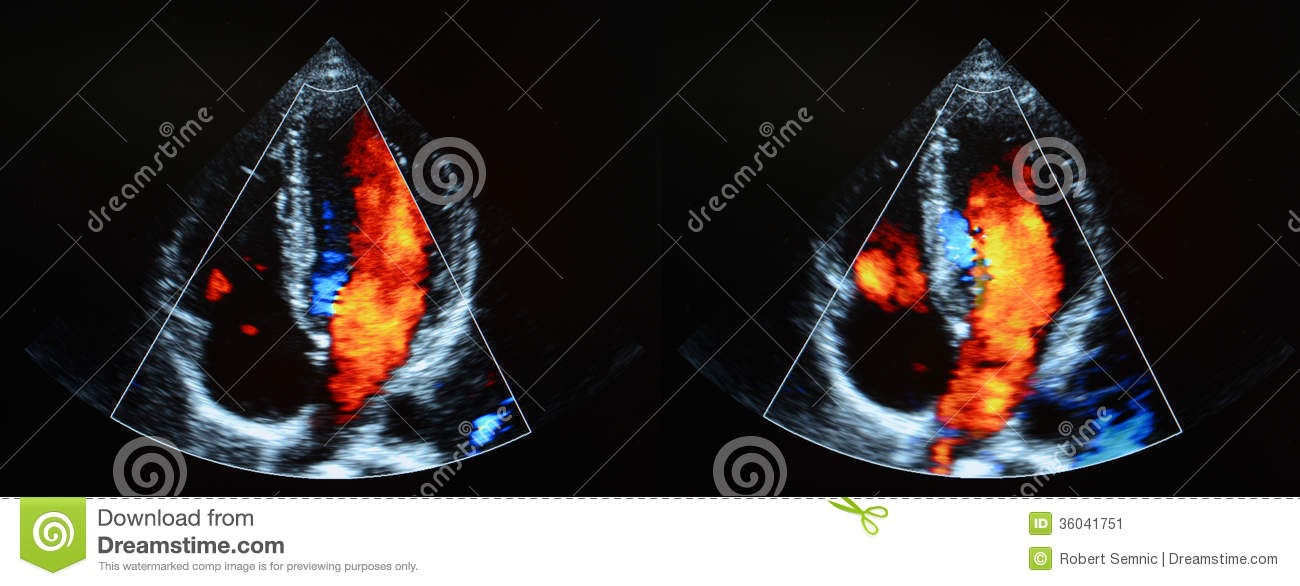 Download from
Dreamstime.com
This watermarked comp image is for previewing purposes only.
ID 36041751
© Robert Semnic | Dreamstime.com
dreamstime
dreamstime
dreamstime
dreamstime